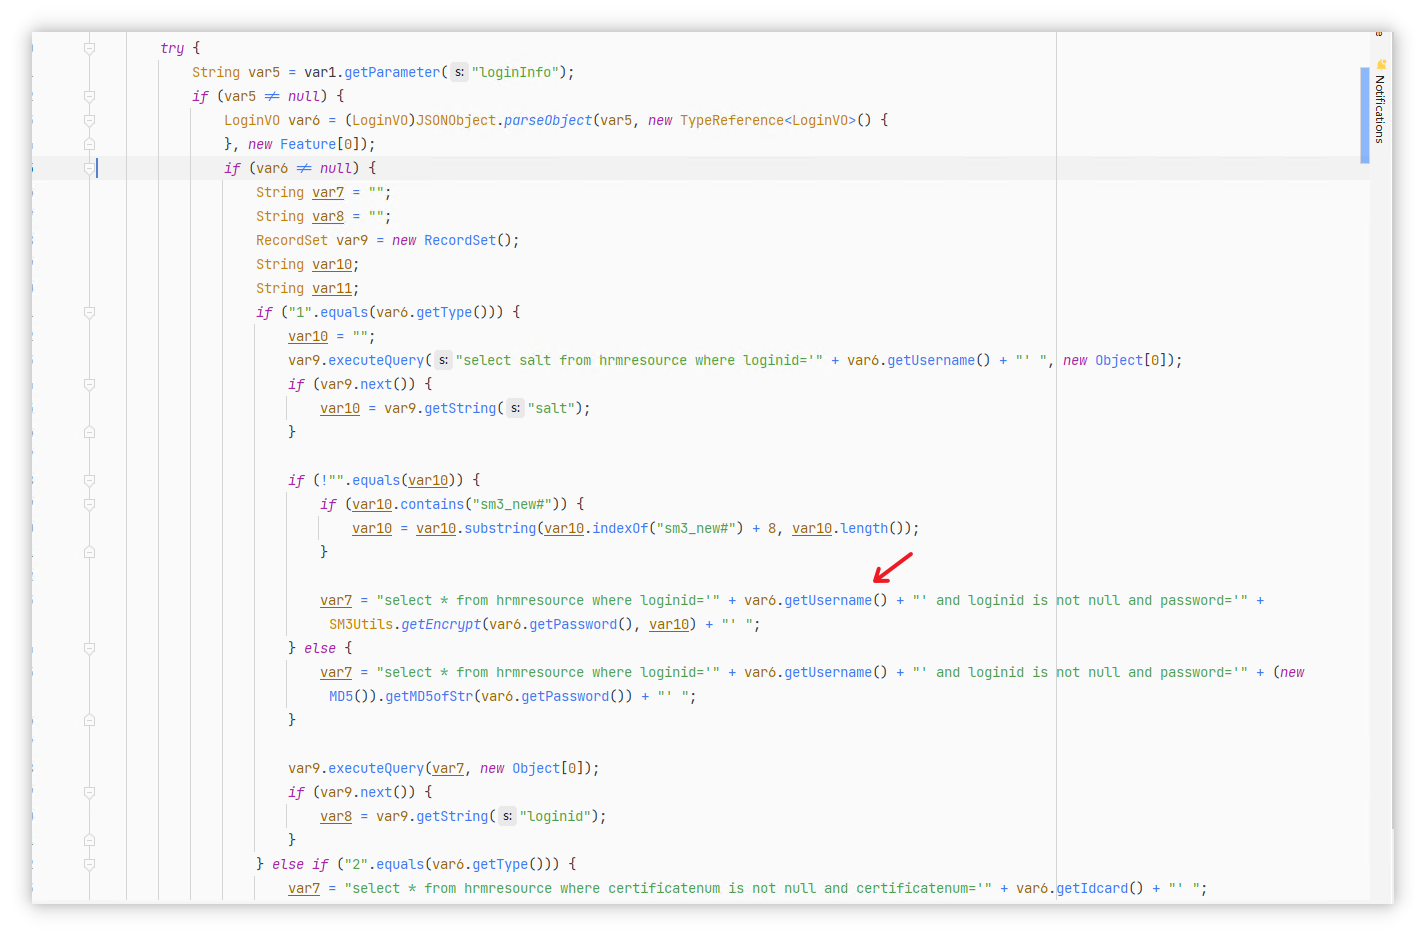 try {
String var5 = var1.getParameter( s: "loginInfo");
if (var5 ≠ null) {
LoginVO var6 = (LoginVO)JSONObject.parseObject(var5, new TypeReference<LoginVO>() {
}, new Feature[0]);
if (var6 ≠ null) {
String var7 = "";
String var8 = "";
RecordSet var9 = new RecordSet();
String var10;
String var11;
if ("1".equals(var6.getType())) {
var10 = "";
var9.executeQuery( s: "select salt from hrmresource where loginid='" + var6.getUsername() + "' ", new Object[0]);
if (var9.next()) {
var10 = var9.getString( s: "salt");
}
if (!"".equals(var10)) {
if (var10.contains("sm3_new#")) {
var10 = var10.substring(var10.indexOf("sm3_new#") + 8, var10.length());
}
var7 = "select * from hrmresource where loginid='" + var6.getUsername() + "' and loginid is not null and password='" +
SM3Utils.getEncrypt(var6.getPassword(), var10) + "' ";
} else {
var7 = "select * from hrmresource where loginid='" + var6.getUsername() + "' and loginid is not null and password='" + (new
MD5()).getMD5ofStr(var6.getPassword()) + "' ";
}
var9.executeQuery(var7, new Object[0]);
if (var9.next()) {
var8 = var9.getString( s: "loginid");
}
} else if ("2".equals(var6.getType())) {
var7 = "select * from hrmresource where certificatenum is not null and certificatenum='" + var6.getIdcard() + "' ";
Notifications